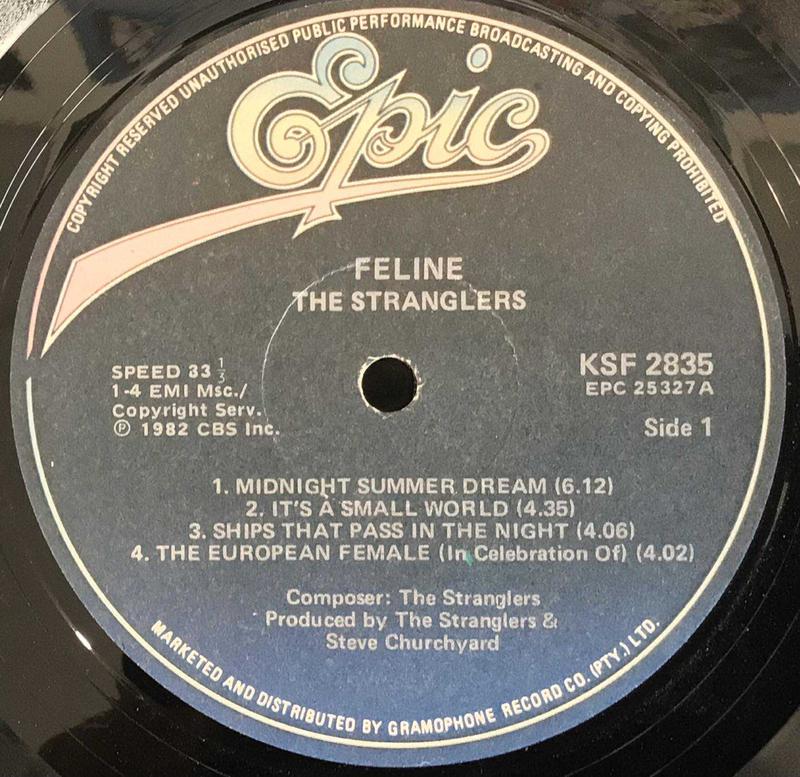 COPYRIGHT RESERVED UNAUTHORISED PUBLIC PERFORMANCE BROADCASTING AND COPYING PROHIBITED
Epic
FELINE
THE STRANGLERS
SPEED 33 1/3
1-4 EMI Msc./
Copyright Serv.
℗ 1982 CBS Inc.
KSF 2835
EPC 25327A
Side 1
1. MIDNIGHT SUMMER DREAM (6.12)
2. IT'S A SMALL WORLD (4.35)
3. SHIPS THAT PASS IN THE NIGHT (4.06)
4. THE EUROPEAN FEMALE (In Celebration Of) (4.02)
Composer: The Stranglers
Produced by The Stranglers &
Steve Churchyard
MARKETED AND DISTRIBUTED BY GRAMOPHONE RECORD CO. (PTY.) LTD.